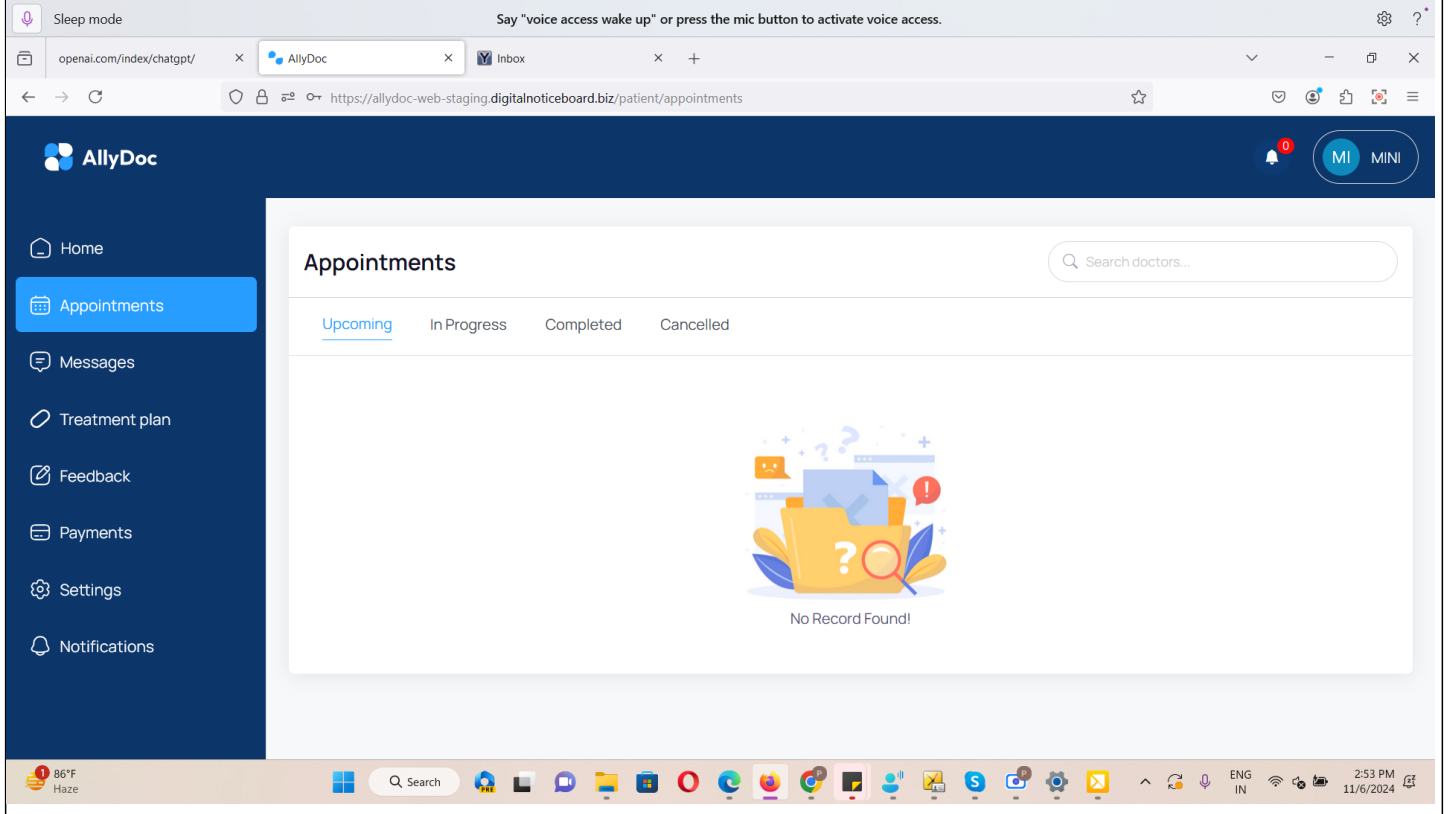 Sleep mode
Say "voice access wake up" or press the mic button to activate voice access.
?
openai.com/index/chatgpt/
AllyDoc
Inbox
https://allydoc-web-staging.digitalnoticeboard.biz/patient/appointments
AllyDoc
0
MI MINI
Home
Appointments
Messages
Treatment plan
Feedback
Payments
Settings
Notifications
Appointments
Search doctors...
Upcoming In Progress Completed Cancelled
No Record Found!
1
86°F
Haze
Search
PRE
P
P
ENG
IN
2:53 PM
11/6/2024